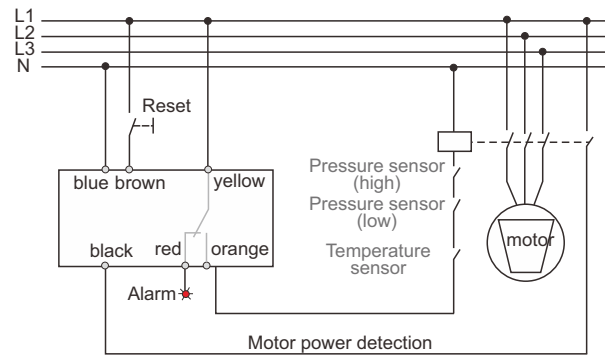 L1
L2
L3
N
Reset
blue brown
yellow
black
red
orange
Alarm
Pressure sensor
(high)
Pressure sensor
(low)
Temperature
sensor
motor
Motor power detection